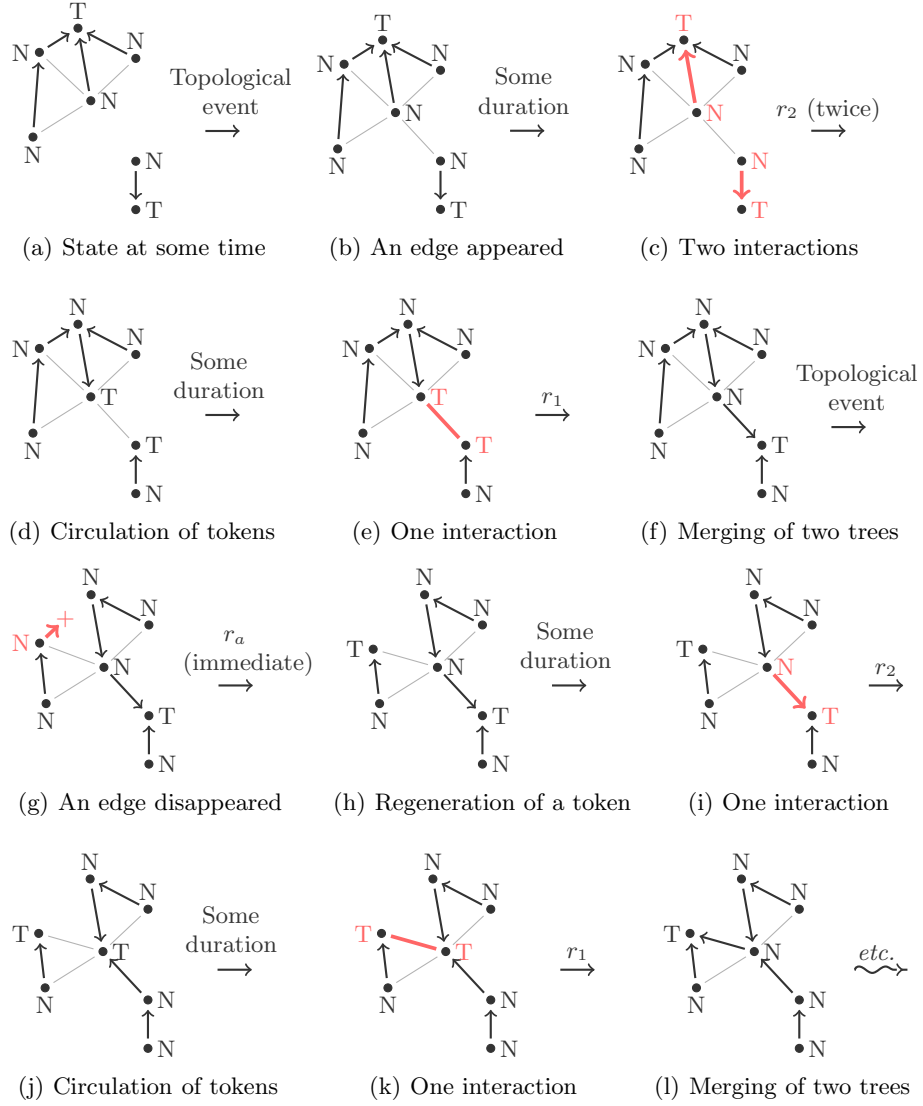 T
N
N
N
N
N
T
Topological
event
(a) State at some time
T
N
N
N
N
N
T
Some
duration
(b) An edge appeared
T
N
N
N
N
N
T
r2 (twice)
(c) Two interactions
N
N
N
T
N
T
N
Some
duration
(d) Circulation of tokens
N
N
N
T
N
T
N
r1
(e) One interaction
N
N
N
N
N
T
N
Topological
event
(f) Merging of two trees
N
N
N
+
N
N
T
N
ra
(immediate)
(g) An edge disappeared
N
N
T
N
N
T
N
Some
duration
(h) Regeneration of a token
N
N
T
N
N
T
N
r2
(i) One interaction
N
N
T
T
N
N
N
Some
duration
(j) Circulation of tokens
N
N
T
T
N
N
N
r1
(k) One interaction
N
N
T
N
N
N
N
etc.
(l) Merging of two trees